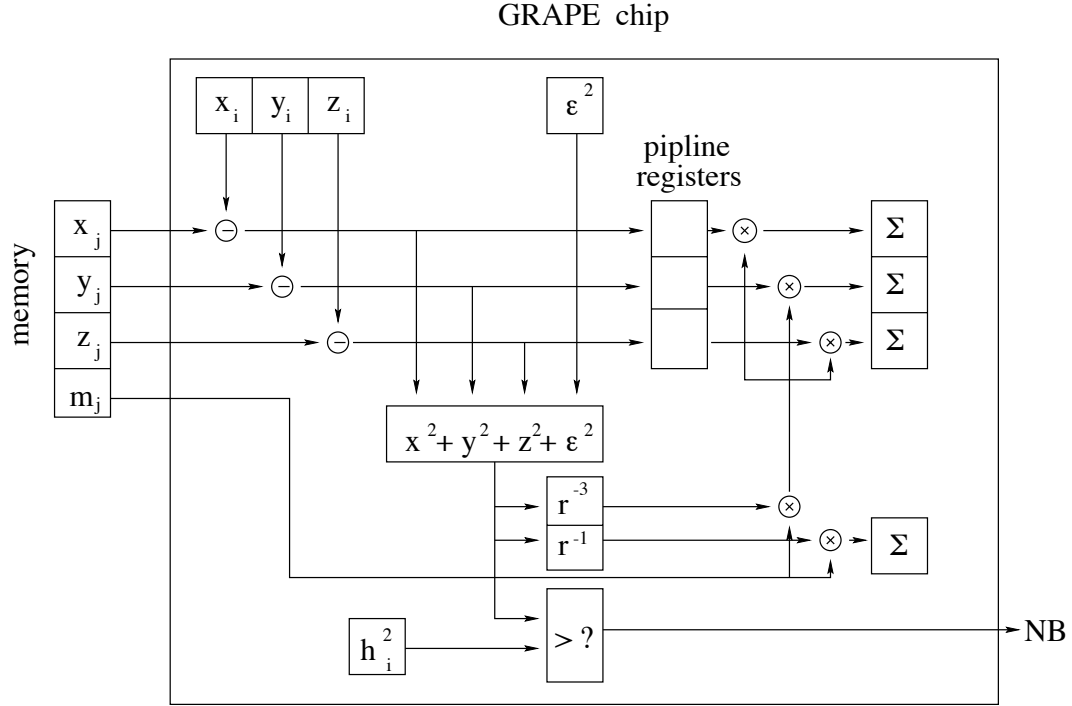 GRAPE chip
x_i y_i z_i
ε^2
pipline
registers
memory
x_j
y_j
z_j
m_j
−
−
−
×
×
×
Σ
Σ
Σ
x^2 + y^2 + z^2 + ε^2
r^-3
r^-1
×
×
Σ
h_i^2
> ?
NB